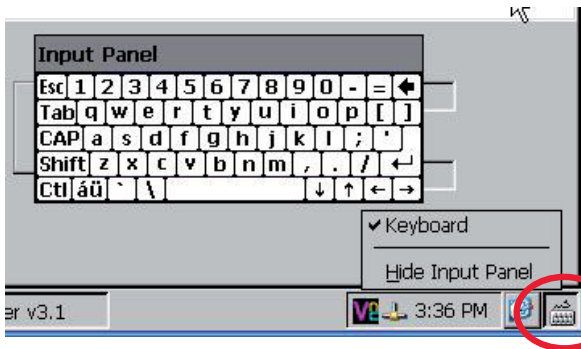 Input Panel
Esc 1 2 3 4 5 6 7 8 9 0 - =
Tab q w e r t y u i o p [ ]
CAP a s d f g h j k l ; '
Shift z x c v b n m , . /
Ctl áü ` \ ↓ ↑ ← →
Keyboard
Hide Input Panel
er v3.1
3:36 PM